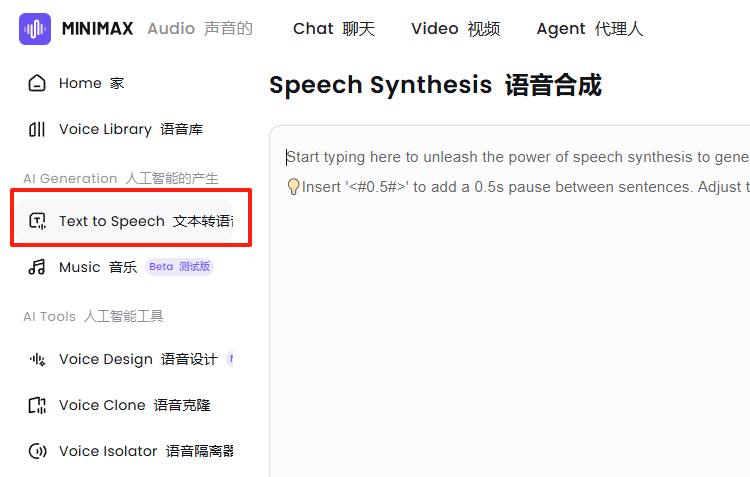 MINIMAX Audio 声音的 Chat 聊天 Video 视频 Agent 代理人
Home 家
Voice Library 语音库
AI Generation 人工智能的产生
Text to Speech 文本转语音
Music 音乐 Beta 测试版
AI Tools 人工智能工具
Voice Design 语音设计
Voice Clone 语音克隆
Voice Isolator 语音隔离器
Speech Synthesis 语音合成
Start typing here to unleash the power of speech synthesis to gene
Insert '<#0.5#>' to add a 0.5s pause between sentences. Adjust t